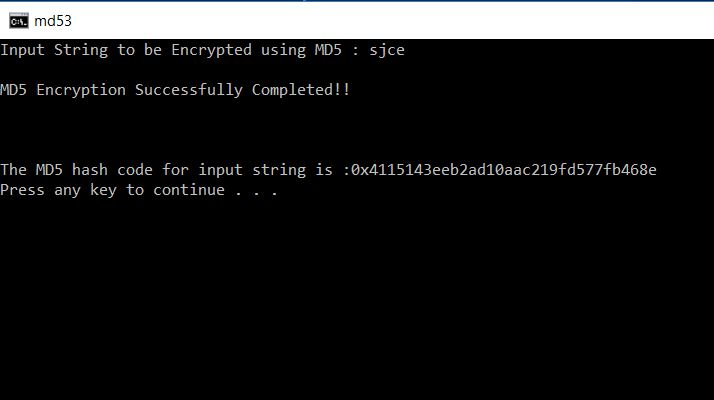 md53
Input String to be Encrypted using MD5 : sjce
MD5 Encryption Successfully Completed!!
The MD5 hash code for input string is :0x4115143eeb2ad10aac219fd577fb468e
Press any key to continue . . .